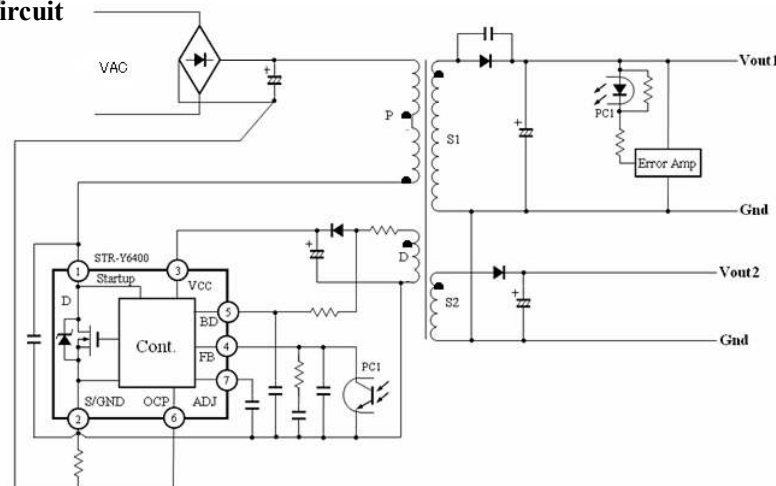 ircuit
VAC
P
S1
Vout1
PC1
Error Amp
Gnd
STR-Y6400
1
3
Startup
VCC
D
D
5
BD
S2
Vout2
Cont.
4
FB
PC1
Gnd
7
S/GND OCP ADJ
2
6